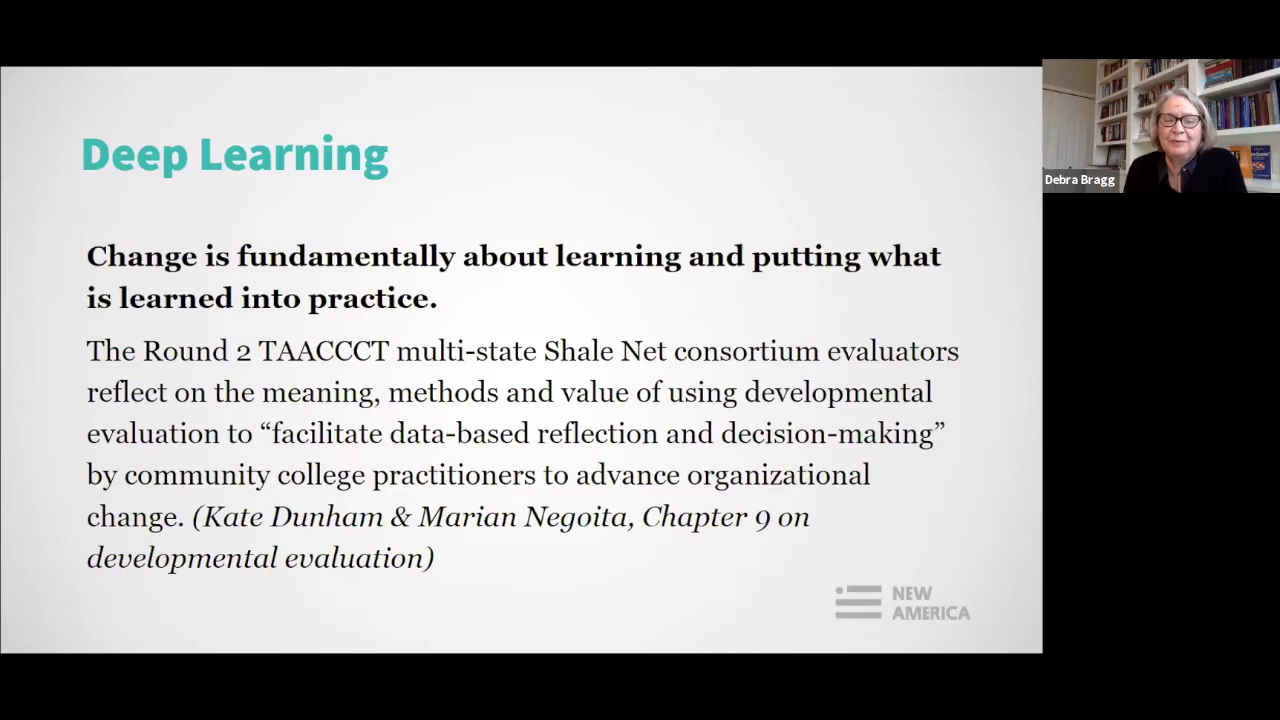 Deep Learning
Change is fundamentally about learning and putting what
is learned into practice.
The Round 2 TAACCCT multi-state Shale Net consortium evaluators
reflect on the meaning, methods and value of using developmental
evaluation to “facilitate data-based reflection and decision-making”
by community college practitioners to advance organizational
change. (Kate Dunham & Marian Negoita, Chapter 9 on
developmental evaluation)
NEW
AMERICA
Debra Bragg